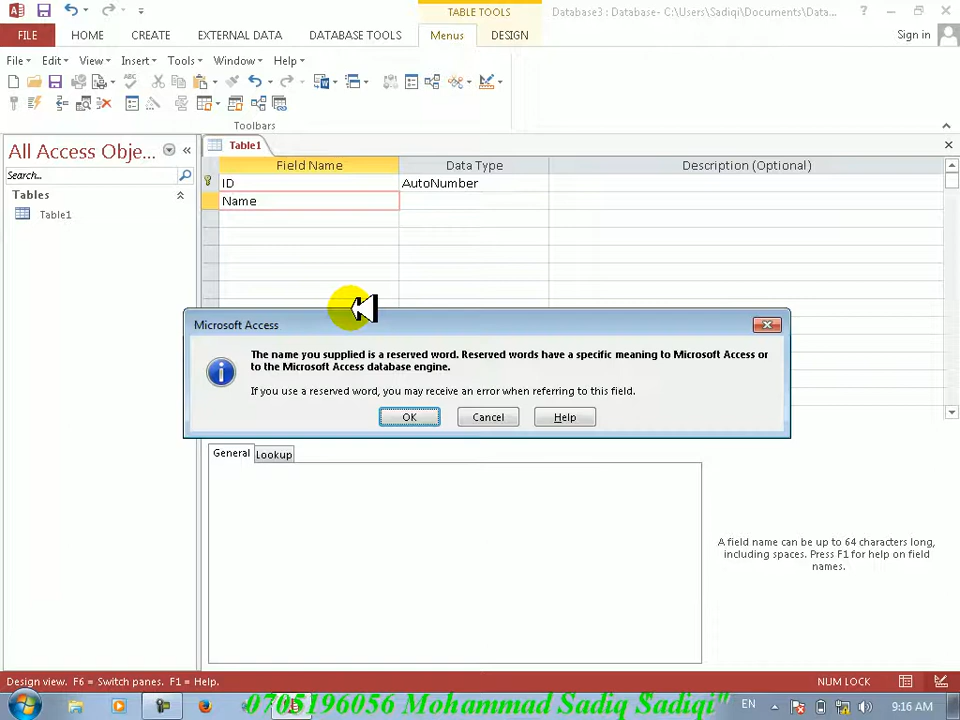 TABLE TOOLS
Database3 : Database- C:\Users\Sadiqi\Documents\Data...
FILE
HOME
CREATE
EXTERNAL DATA
DATABASE TOOLS
Menus
DESIGN
Sign in
File
Edit
View
Insert
Tools
Window
Help
Toolbars
All Access Obje...
Search...
Tables
Table1
Table1
Field Name
Data Type
Description (Optional)
ID
AutoNumber
Name
Microsoft Access
The name you supplied is a reserved word. Reserved words have a specific meaning to Microsoft Access or
to the Microsoft Access database engine.
If you use a reserved word, you may receive an error when referring to this field.
OK
Cancel
Help
General
Lookup
A field name can be up to 64 characters long,
including spaces. Press F1 for help on field
names.
Design view. F6 = Switch panes. F1 = Help.
NUM LOCK
0705196056 Mohammad Sadiq Sadiqi"
EN
9:16 AM